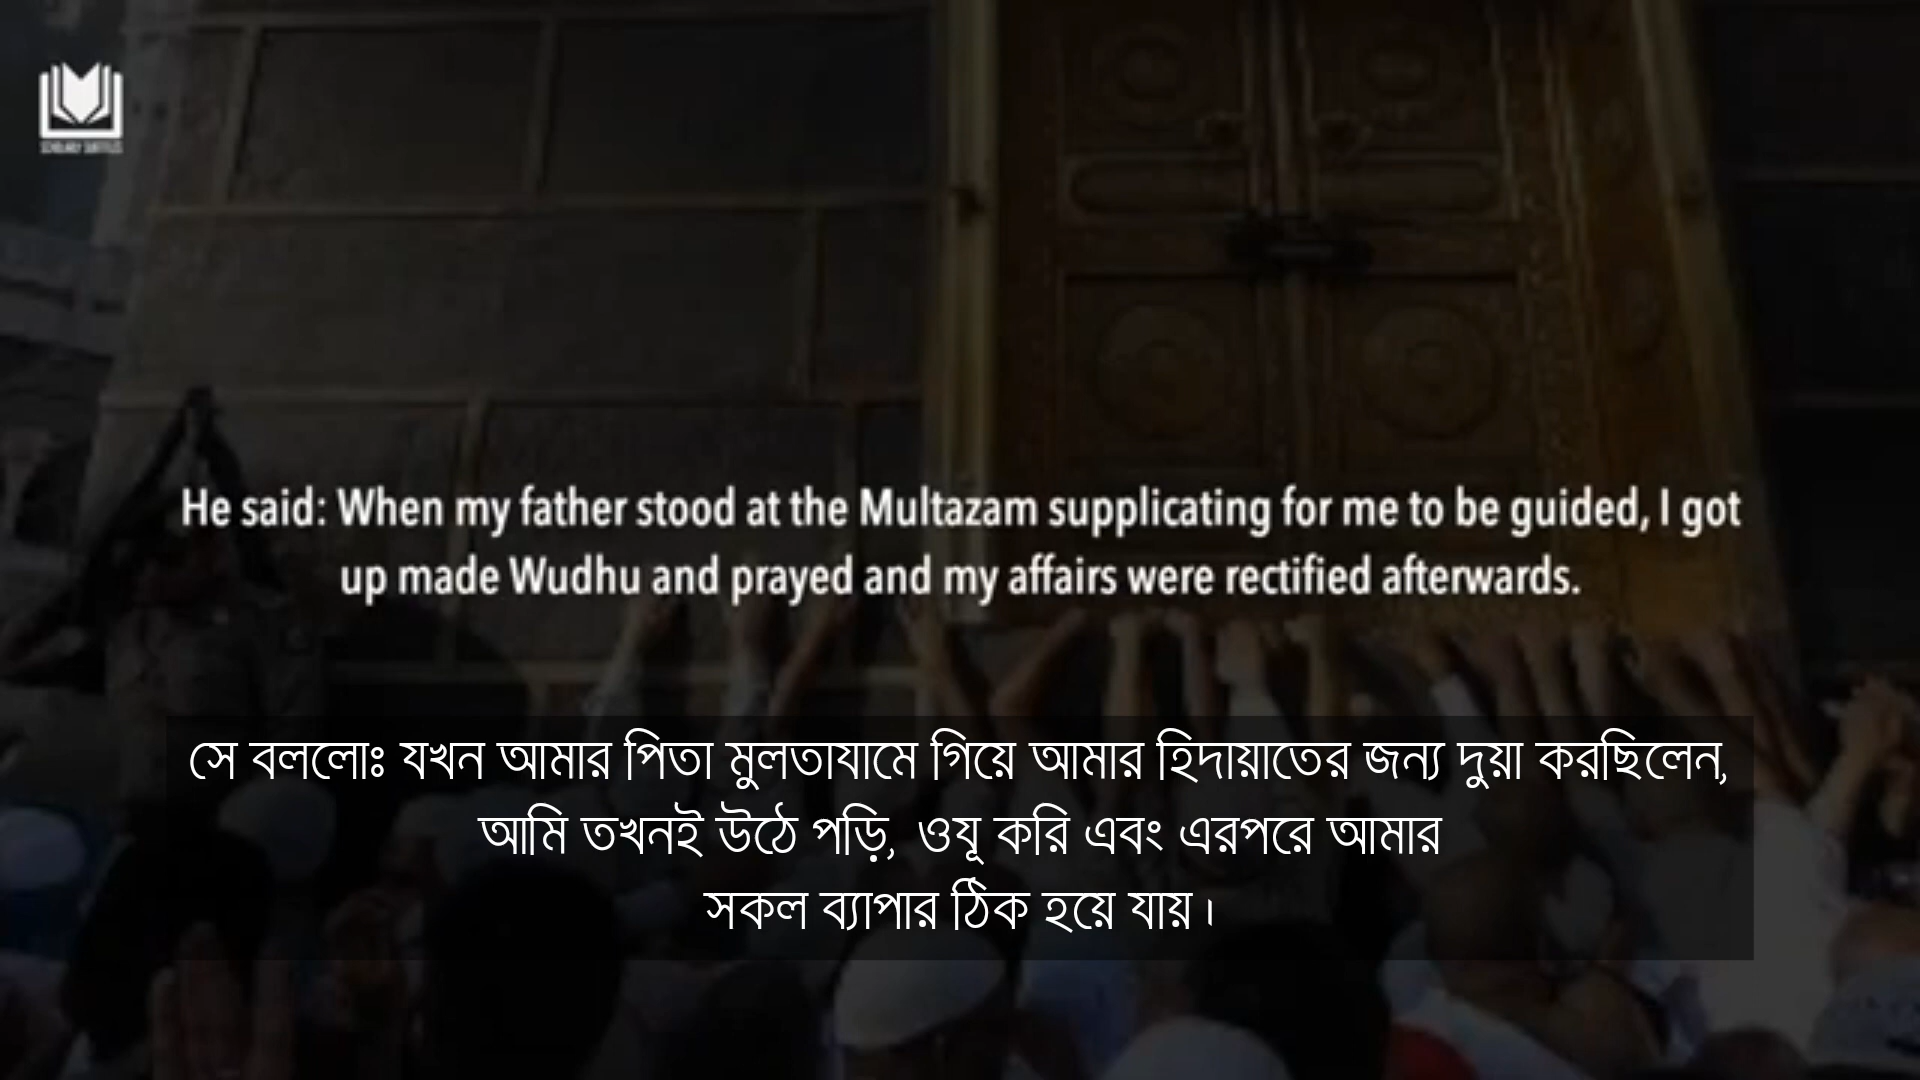 SCHOLARLY SUBTITLES
He said: When my father stood at the Multazam supplicating for me to be guided, I got
up made Wudhu and prayed and my affairs were rectified afterwards.
সে বললোঃ যখন আমার পিতা মুলতাযামে গিয়ে আমার হিদায়াতের জন্য দুয়া করছিলেন,
আমি তখনই উঠে পড়ি, ওযূ করি এবং এরপরে আমার
সকল ব্যাপার ঠিক হয়ে যায়।